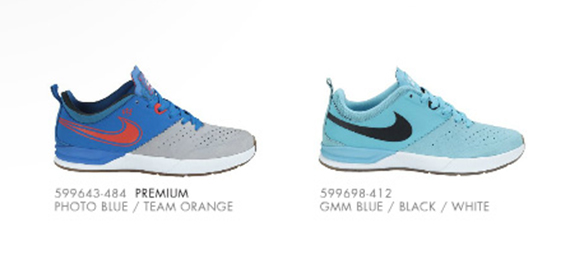 599643-484 PREMIUM
PHOTO BLUE / TEAM ORANGE
599698-412
GMM BLUE / BLACK / WHITE